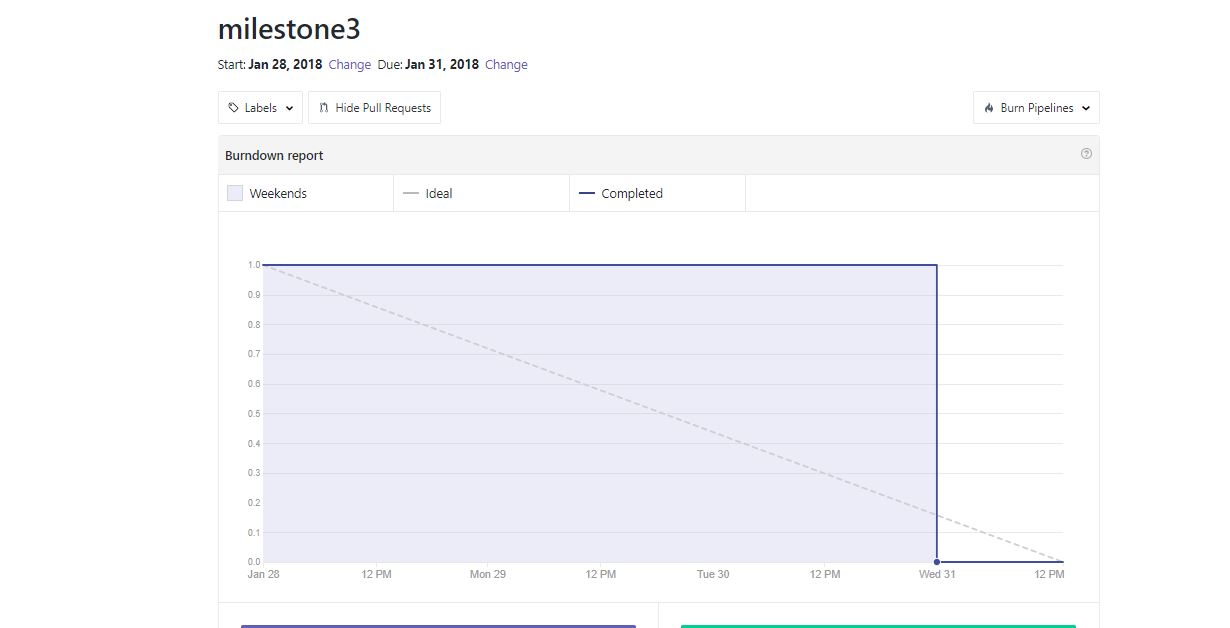 milestone3
Start: Jan 28, 2018 Change Due: Jan 31, 2018 Change
Labels Hide Pull Requests Burn Pipelines
Burndown report
Weekends Ideal Completed
1.0
0.9
0.8
0.7
0.6
0.5
0.4
0.3
0.2
0.1
0.0
Jan 28 12 PM Mon 29 12 PM Tue 30 12 PM Wed 31 12 PM